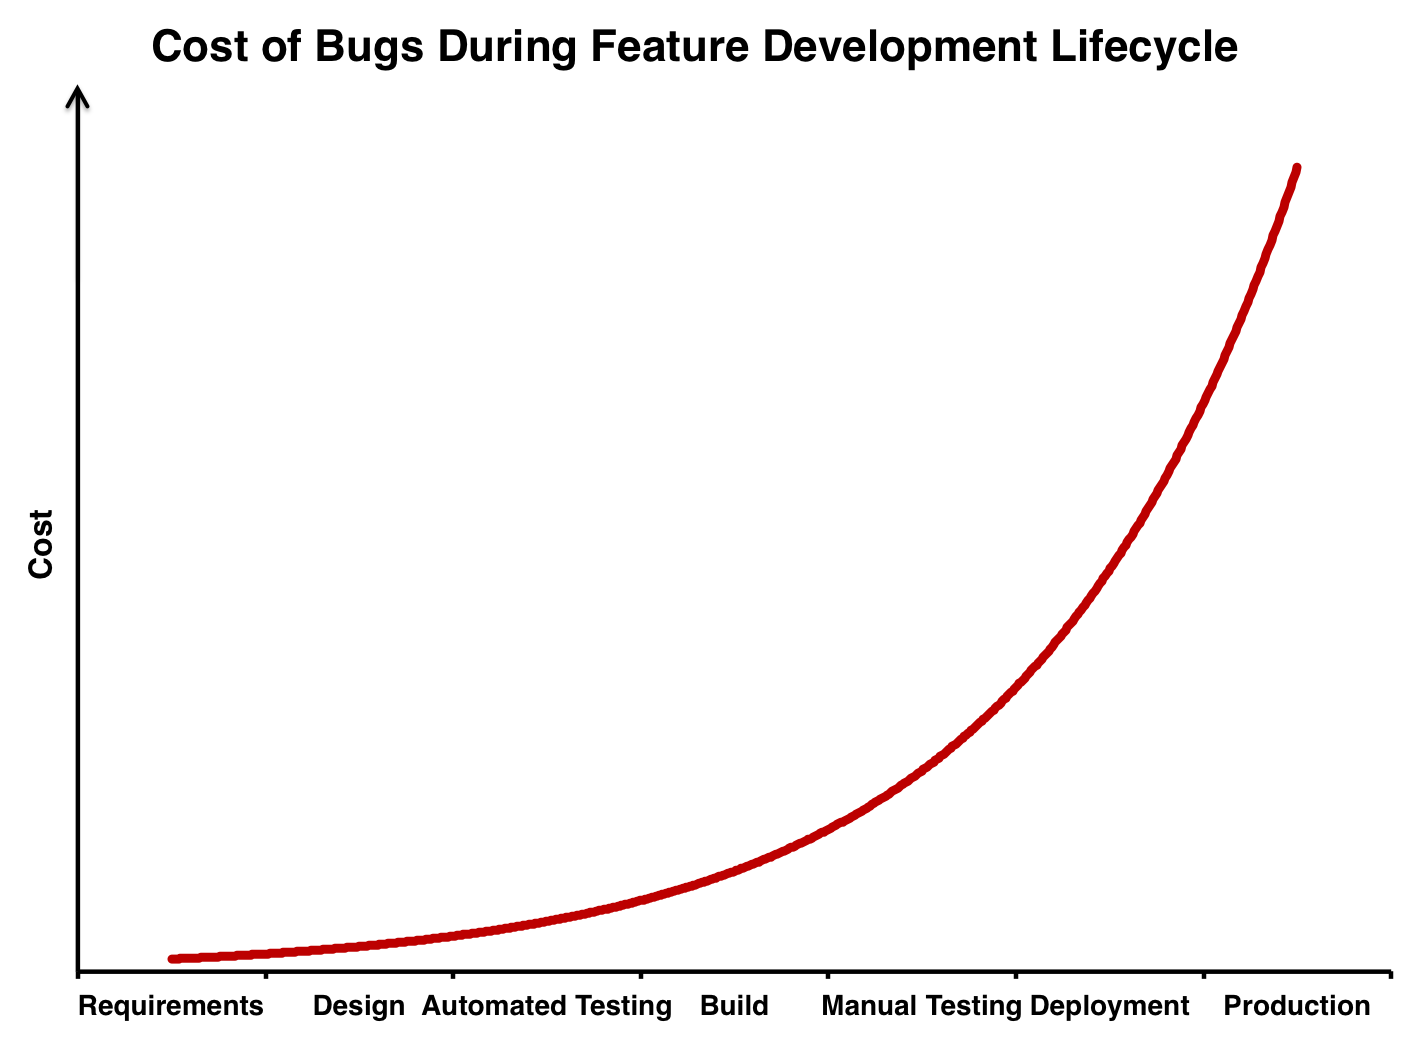 Cost of Bugs During Feature Development Lifecycle
Cost
Requirements Design Automated Testing Build Manual Testing Deployment Production